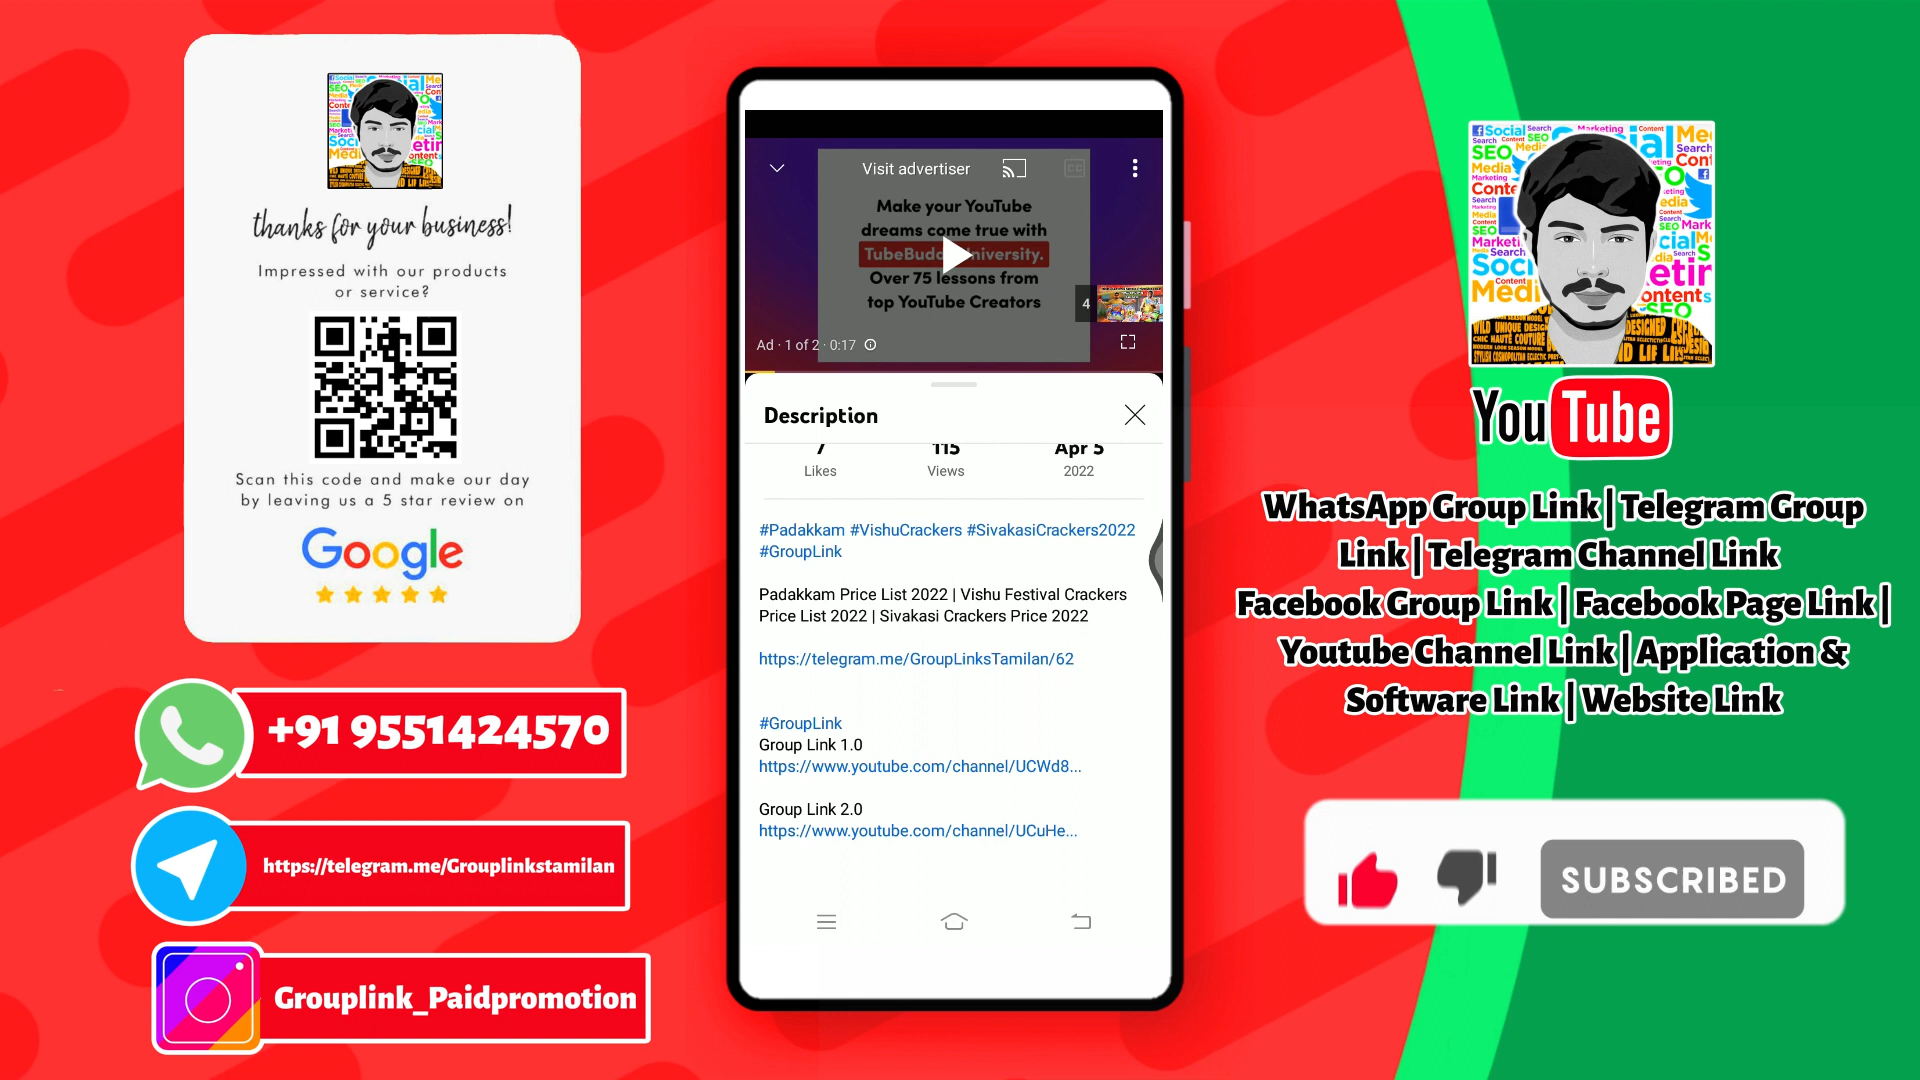 thanks for your business!
Impressed with our products
or service?
Scan this code and make our day
by leaving us a 5 star review on
Google
+91 9551424570
https://telegram.me/Grouplinkstamilan
Grouplink_Paidpromotion
Visit advertiser
Make your YouTube
dreams come true with
Over 75 lessons from
top YouTube Creators
4
Ad · 1 of 2 · 0:17
Description
7 115 Apr 5
Likes Views 2022
#Padakkam #VishuCrackers #SivakasiCrackers2022
#GroupLink
Padakkam Price List 2022 | Vishu Festival Crackers
Price List 2022 | Sivakasi Crackers Price 2022
https://telegram.me/GroupLinksTamilan/62
#GroupLink
Group Link 1.0
https://www.youtube.com/channel/UCWd8...
Group Link 2.0
https://www.youtube.com/channel/UCuHe...
YouTube
WhatsApp Group Link | Telegram Group
Link | Telegram Channel Link
Facebook Group Link | Facebook Page Link |
Youtube Channel Link | Application &
Software Link | Website Link
SUBSCRIBED